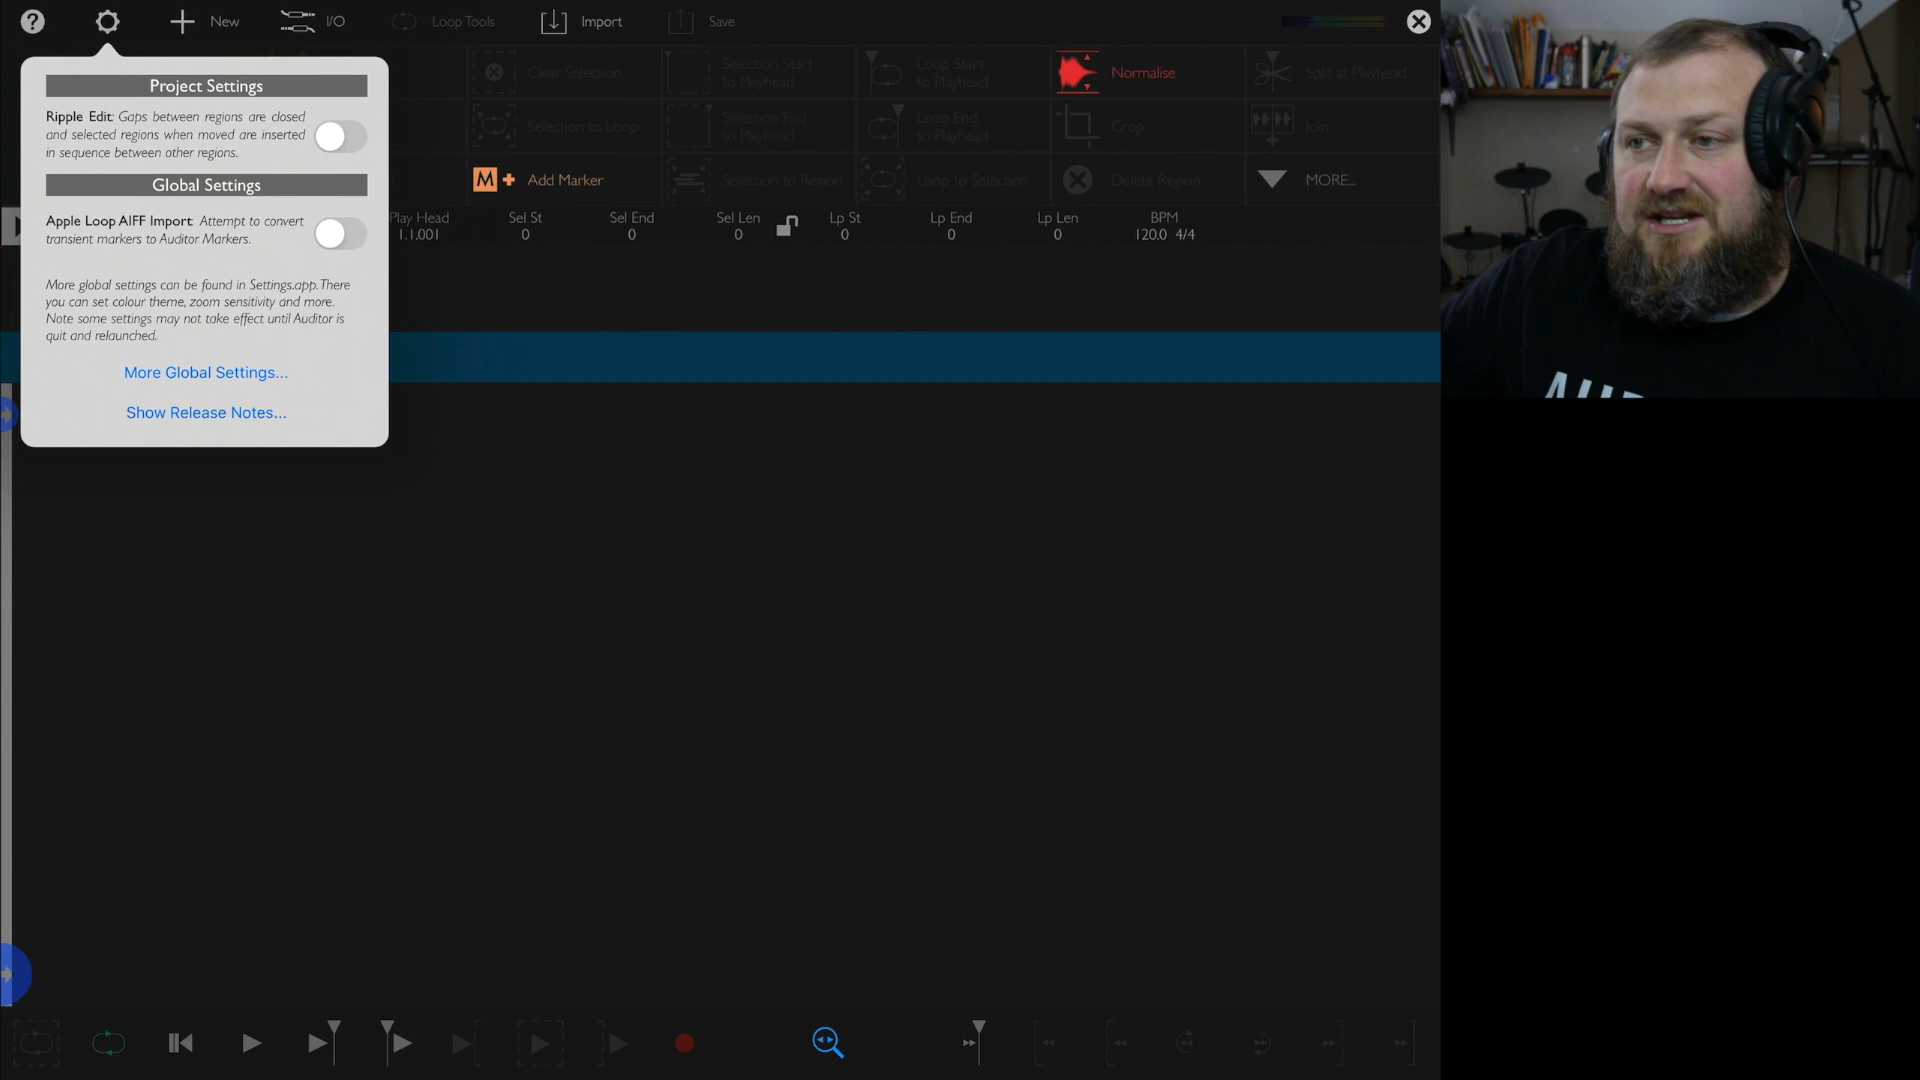 New
I/O
Loop Tools
Import
Save
Project Settings
Ripple Edit: Gaps between regions are closed
and selected regions when moved are inserted
in sequence between other regions.
Global Settings
Apple Loop AIFF Import: Attempt to convert
transient markers to Auditor Markers.
More global settings can be found in Settings.app. There
you can set colour theme, zoom sensitivity and more.
Note some settings may not take effect until Auditor is
quit and relaunched.
More Global Settings...
Show Release Notes...
Clear Selection
Selection Start
to Playhead
Loop Start
to Playhead
Normalise
Split at Playhead
Selection to Loop
Selection End
to Playhead
Loop End
to Playhead
Crop
Join
M + Add Marker
Selection to Region
Loop to Selection
Delete Region
MORE...
Play Head
1.1.001
Sel St
0
Sel End
0
Sel Len
0
Lp St
0
Lp End
0
Lp Len
0
BPM
120.0 4/4